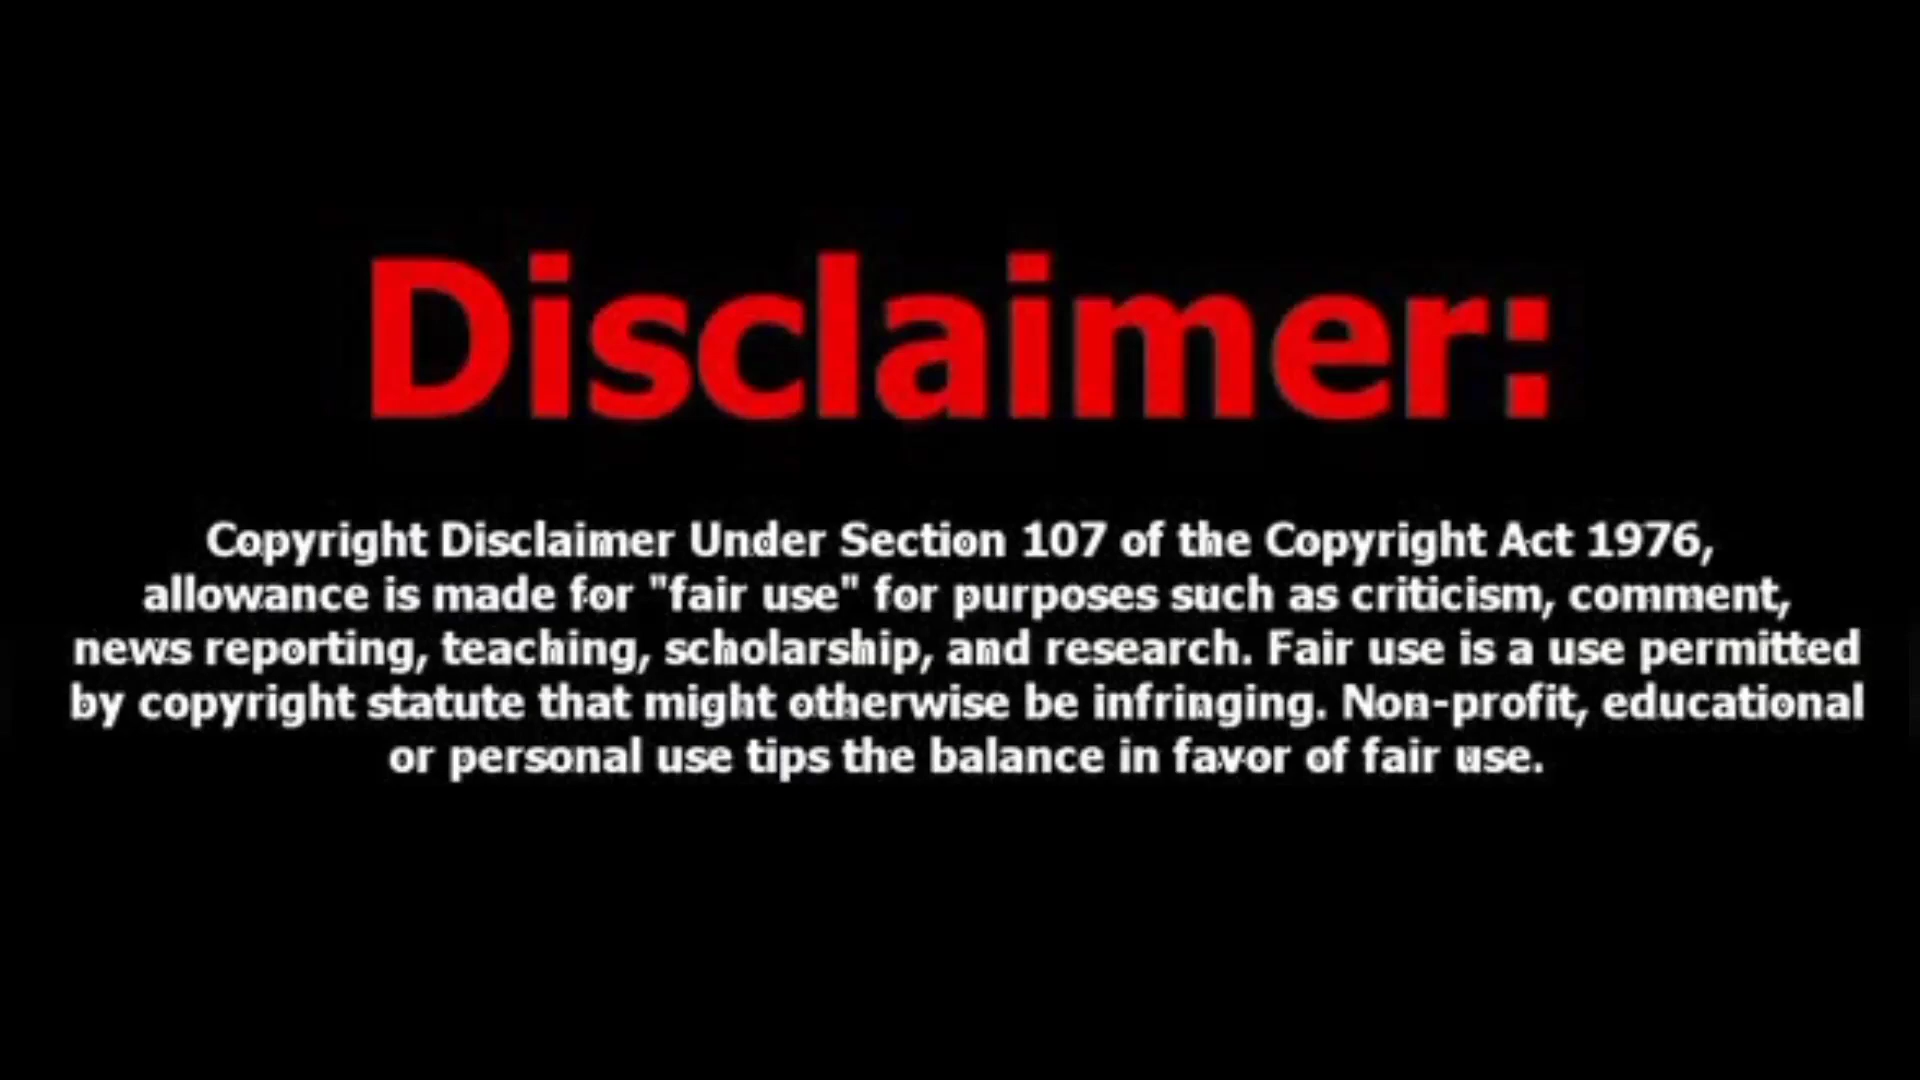 Disclaimer:
Copyright Disclaimer Under Section 107 of the Copyright Act 1976,
allowance is made for "fair use" for purposes such as criticism, comment,
news reporting, teaching, scholarship, and research. Fair use is a use permitted
by copyright statute that might otherwise be infringing. Non-profit, educational
or personal use tips the balance in favor of fair use.